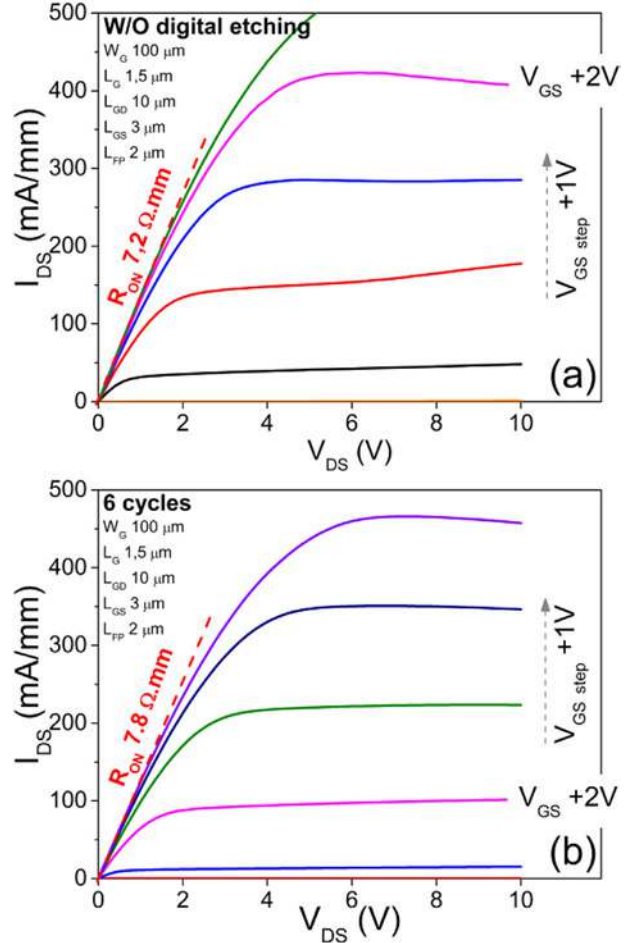 500
400
300
200
100
0
I_DS (mA/mm)
W/O digital etching
W_G 100 μm
L_G 1,5 μm
L_GD 10 μm
L_GS 3 μm
L_FP 2 μm
R_ON 7,2 Ω.mm
V_GS +2V
V_GS step +1V
(a)
0 2 4 6 8 10
V_DS (V)
500
400
300
200
100
0
I_DS (mA/mm)
6 cycles
W_G 100 μm
L_G 1,5 μm
L_GD 10 μm
L_GS 3 μm
L_FP 2 μm
R_ON 7.8 Ω.mm
V_GS step +1V
V_GS +2V
(b)
0 2 4 6 8 10
V_DS (V)